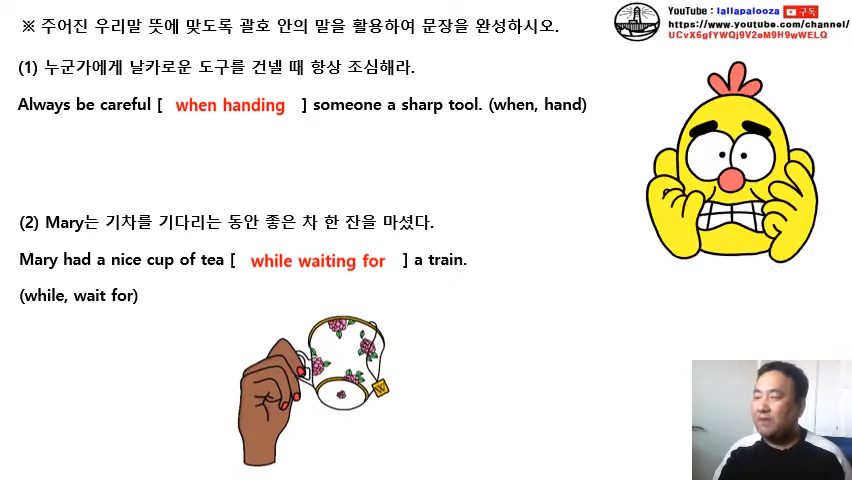 ※ 주어진 우리말 뜻에 맞도록 괄호 안의 말을 활용하여 문장을 완성하시오.
YouTube : lallapalooza 구독
https://www.youtube.com/channel/
UCvX6gfYWQj9V2eM9H9wWELQ
(1) 누군가에게 날카로운 도구를 건넬 때 항상 조심해라.
Always be careful [ when handing ] someone a sharp tool. (when, hand)
(2) Mary는 기차를 기다리는 동안 좋은 차 한 잔을 마셨다.
Mary had a nice cup of tea [ while waiting for ] a train.
(while, wait for)
W